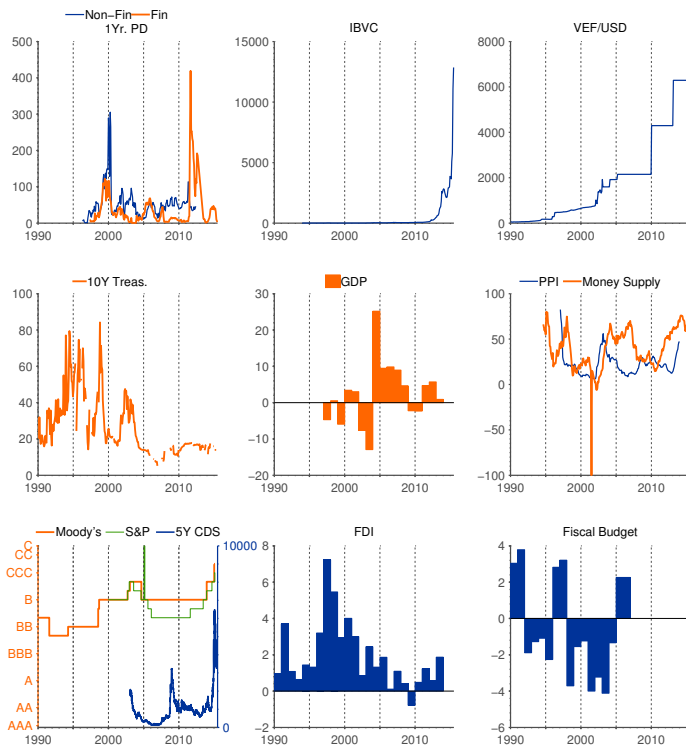 Non−Fin Fin
1Yr. PD
500
400
300
200
100
0
1990 2000 2010
IBVC
15000
10000
5000
0
1990 2000 2010
VEF/USD
8000
6000
4000
2000
0
1990 2000 2010
10Y Treas.
100
80
60
40
20
0
1990 2000 2010
GDP
30
20
10
0
−10
−20
1990 2000 2010
PPI Money Supply
100
50
0
−50
−100
1990 2000 2010
Moody's S&P 5Y CDS
C
CC
CCC
B
BB
BBB
A
AA
AAA
10000
0
1990 2000 2010
FDI
8
6
4
2
0
−2
1990 2000 2010
Fiscal Budget
4
2
0
−2
−4
−6
1990 2000 2010